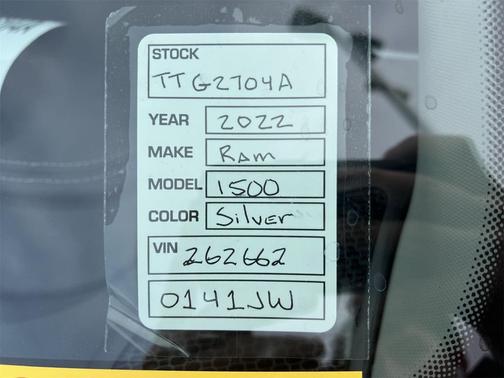 STOCK
TTG2704A
YEAR 2022
MAKE Ram
MODEL 1500
COLOR Silver
VIN 262662
0141JW